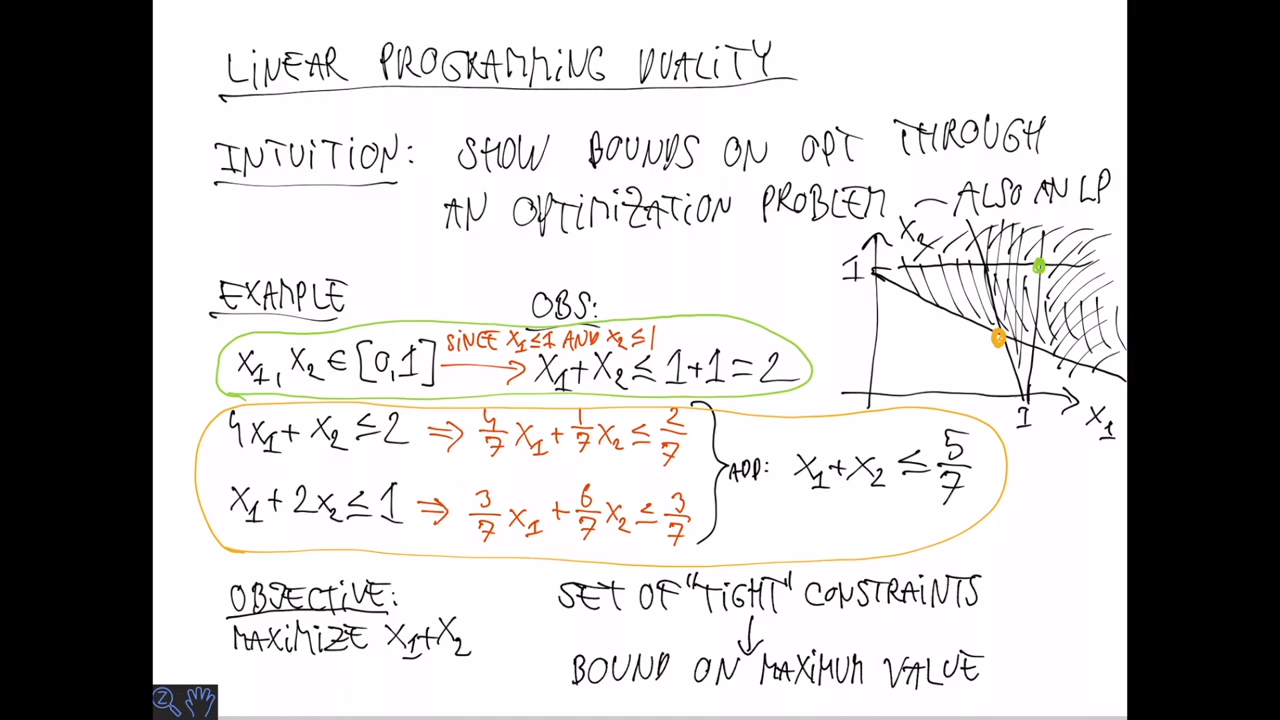 LINEAR PROGRAMMING DUALITY
INTUITION: SHOW BOUNDS ON OPT THROUGH
AN OPTIMIZATION PROBLEM – ALSO AN LP
X₂
1
1
X₁
EXAMPLE
OBS:
X₁, X₂ ∈ [0,1] SINCE X₁ ≤ 1 AND X₂ ≤ 1 → X₁ + X₂ ≤ 1 + 1 = 2
4X₁ + X₂ ≤ 2 ⇒ 4/7 X₁ + 1/7 X₂ ≤ 2/7
X₁ + 2X₂ ≤ 1 ⇒ 3/7 X₁ + 6/7 X₂ ≤ 3/7
ADD: X₁ + X₂ ≤ 5/7
OBJECTIVE:
MAXIMIZE X₁ + X₂
SET OF "TIGHT" CONSTRAINTS
↓
BOUND ON MAXIMUM VALUE